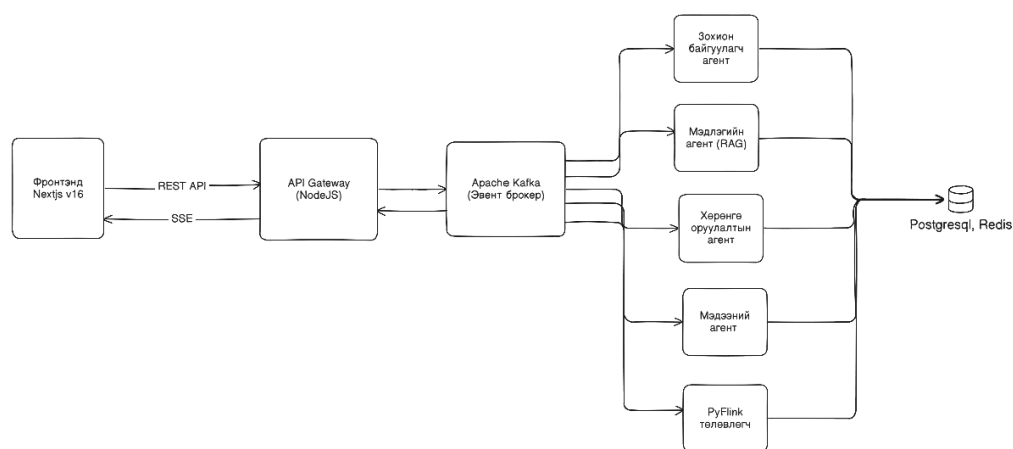 Фронтэнд
Nextjs v16
REST API
SSE
API Gateway
(NodeJS)
Apache Kafka
(Эвент брокер)
Зохион
байгуулагч
агент
Мэдлэгийн
агент (RAG)
Хөрөнгө
оруулалтын
агент
Мэдээний
агент
PyFlink
төлөвлөгч
Postgresql, Redis